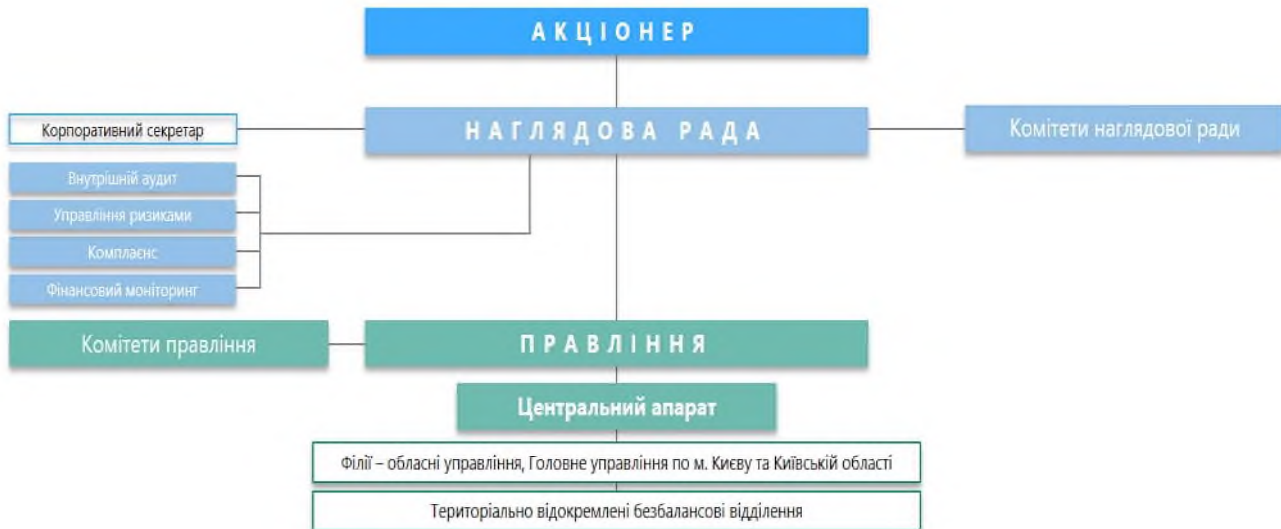 АКЦІОНЕР
Корпоративний секретар
НАГЛЯДОВА РАДА
Комітети наглядової ради
Внутрішній аудит
Управління ризиками
Комплаєнс
Фінансовий моніторинг
Комітети правління
ПРАВЛІННЯ
Центральний апарат
Філії – обласні управління, Головне управління по м. Києву та Київській області
Територіально відокремлені безбалансові відділення